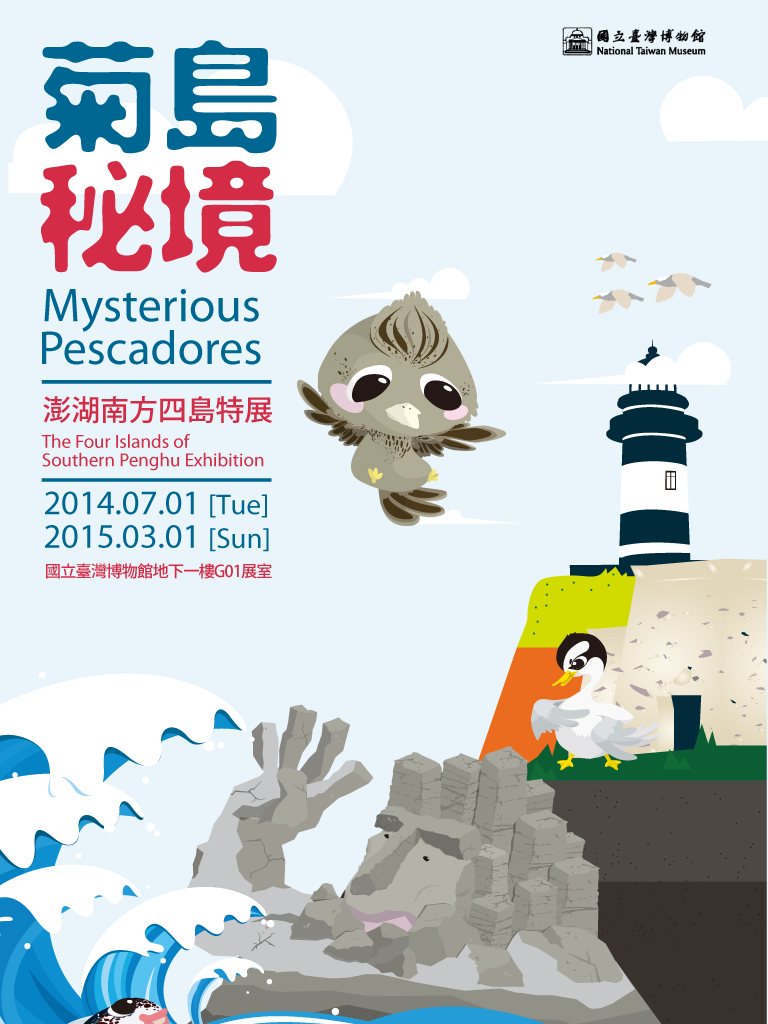 國立臺灣博物館
National Taiwan Museum
菊島
秘境
Mysterious
Pescadores
澎湖南方四島特展
The Four Islands of
Southern Penghu Exhibition
2014.07.01 [Tue]
2015.03.01 [Sun]
國立臺灣博物館地下一樓G01展室